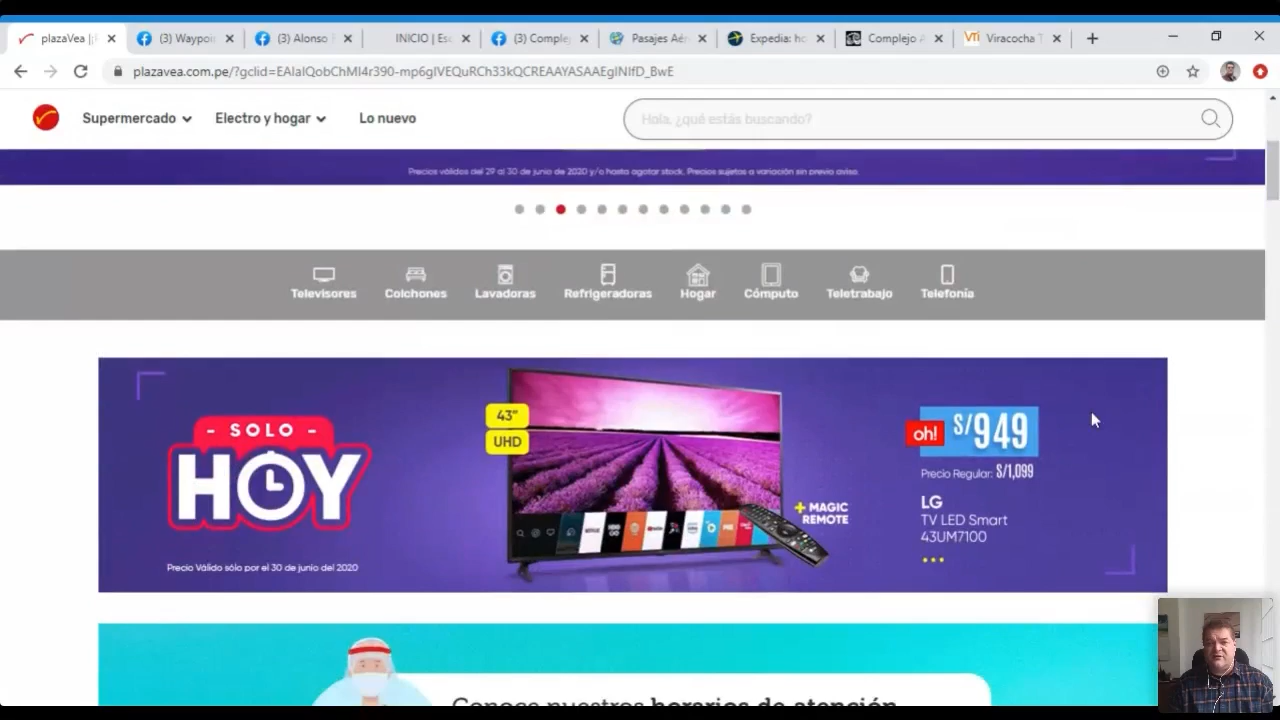 plazaVea |¡
(3) Waypoi
(3) Alonso
INICIO | Es
(3) Comple
Pasajes Aé
Expedia: ho
Complejo A
Viracocha T
plazavea.com.pe/?gclid=EAIaIQobChMI4r390-mp6gIVEQuRCh33kQCREAAYASAAEgINIfD_BwE
Supermercado
Electro y hogar
Lo nuevo
Hola, ¿qué estás buscando?
Precios válidos del 29 al 30 de junio de 2020 y/o hasta agotar stock. Precios sujetos a variación sin previo aviso.
Televisores
Colchones
Lavadoras
Refrigeradoras
Hogar
Cómputo
Teletrabajo
Telefonía
- SOLO -
HOY
Precio Válido sólo por el 30 de junio del 2020
43"
UHD
+ MAGIC
REMOTE
oh! S/949
Precio Regular: S/1,099
LG
TV LED Smart
43UM7100
Conoce nuestros horarios de atención